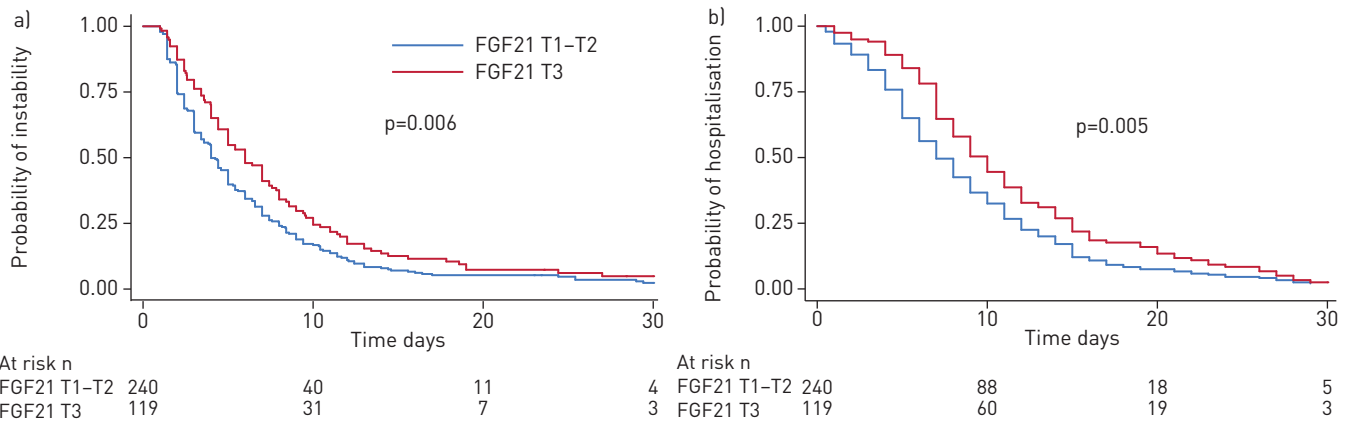 a)
Probability of instability
1.00
0.75
0.50
0.25
0.00
FGF21 T1–T2
FGF21 T3
p=0.006
0 10 20 30
Time days
At risk n
FGF21 T1–T2 240 40 11 4
FGF21 T3 119 31 7 3
b)
Probability of hospitalisation
1.00
0.75
0.50
0.25
0.00
p=0.005
0 10 20 30
Time days
At risk n
FGF21 T1–T2 240 88 18 5
FGF21 T3 119 60 19 3